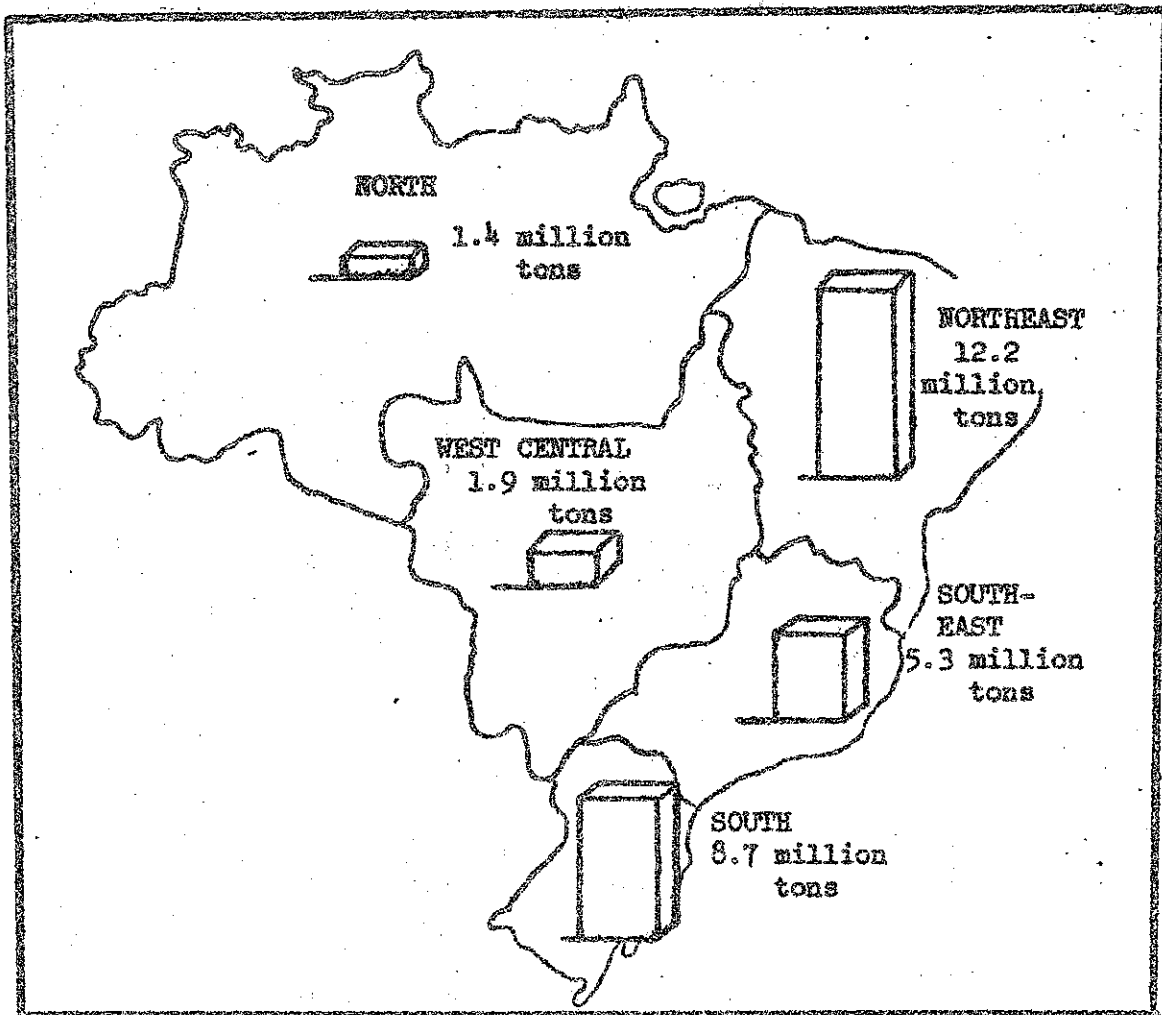 NORTH
1.4 million
tons
NORTHEAST
12.2
million
tons
WEST CENTRAL
1.9 million
tons
SOUTH-
EAST
5.3 million
tons
SOUTH
8.7 million
tons